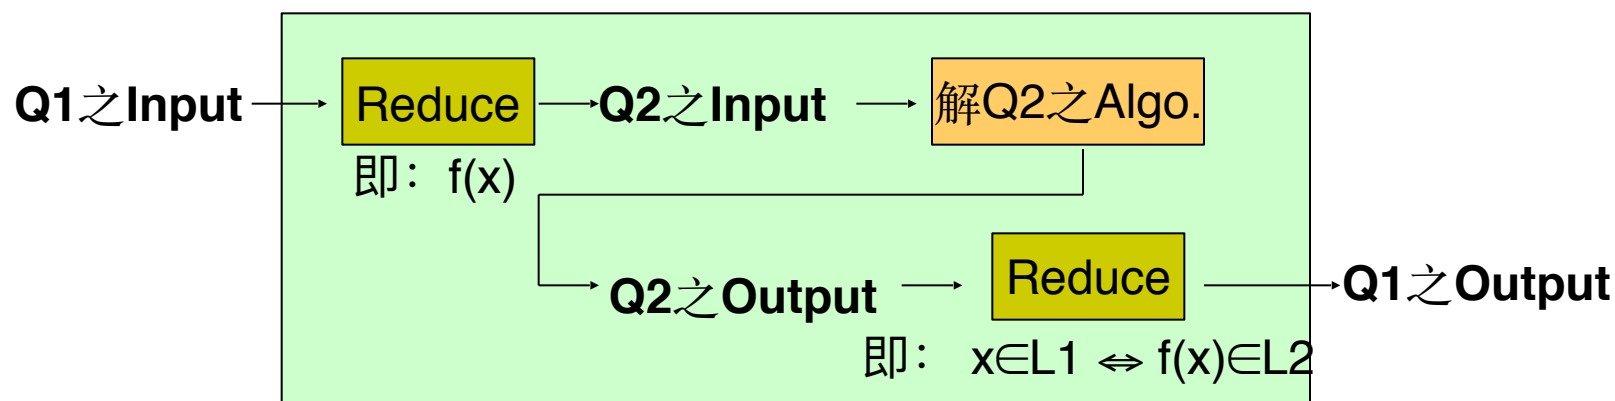 Q1之Input
Reduce
Q2之Input
解Q2之Algo.
即：f(x)
Q2之Output
Reduce
Q1之Output
即： x∈L1 ⇔ f(x)∈L2